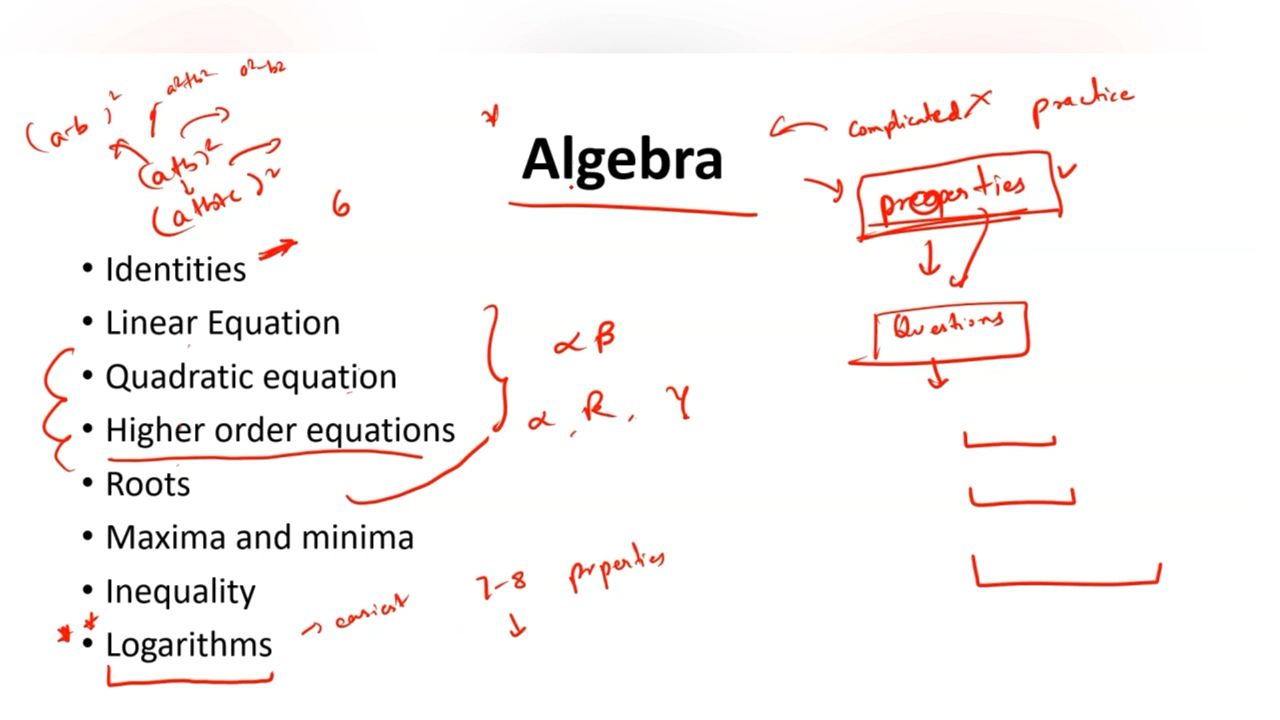 a²+b² a²-b²
(a-b)²
(a+b)²
(a+b+c)²
6
Algebra
complicated X practice
properties
Questions
• Identities
• Linear Equation
• Quadratic equation
• Higher order equations
• Roots
• Maxima and minima
• Inequality
• Logarithms
α β
α, β, γ
7-8 properties
→ easiest